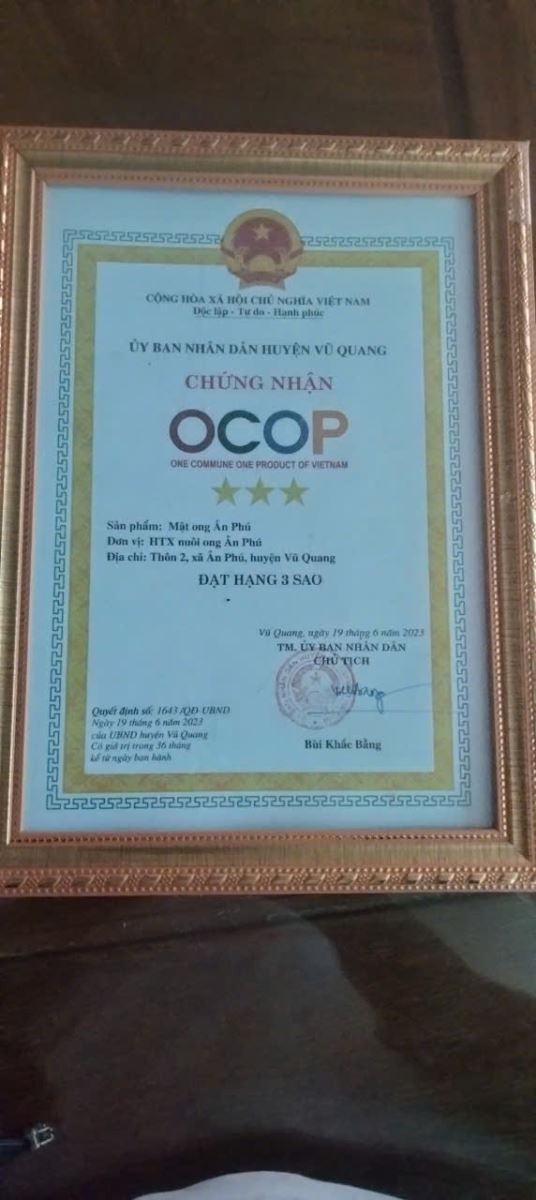 CỘNG HÒA XÃ HỘI CHỦ NGHĨA VIỆT NAM
Độc lập - Tự do - Hạnh phúc
ỦY BAN NHÂN DÂN HUYỆN VŨ QUANG
CHỨNG NHẬN
OCOP
ONE COMMUNE ONE PRODUCT OF VIETNAM
Sản phẩm: Mật ong Ân Phú
Đơn vị: HTX nuôi ong Ân Phú
Địa chỉ: Thôn 2, xã Ân Phú, huyện Vũ Quang
ĐẠT HẠNG 3 SAO
Vũ Quang, ngày 19 tháng 6 năm 2023
TM. ỦY BAN NHÂN DÂN
CHỦ TỊCH
Bùi Khắc Bằng
Quyết định số: 1643 /QĐ-UBND
Ngày 19 tháng 6 năm 2023
của UBND huyện Vũ Quang
Có giá trị trong 36 tháng
kể từ ngày ban hành